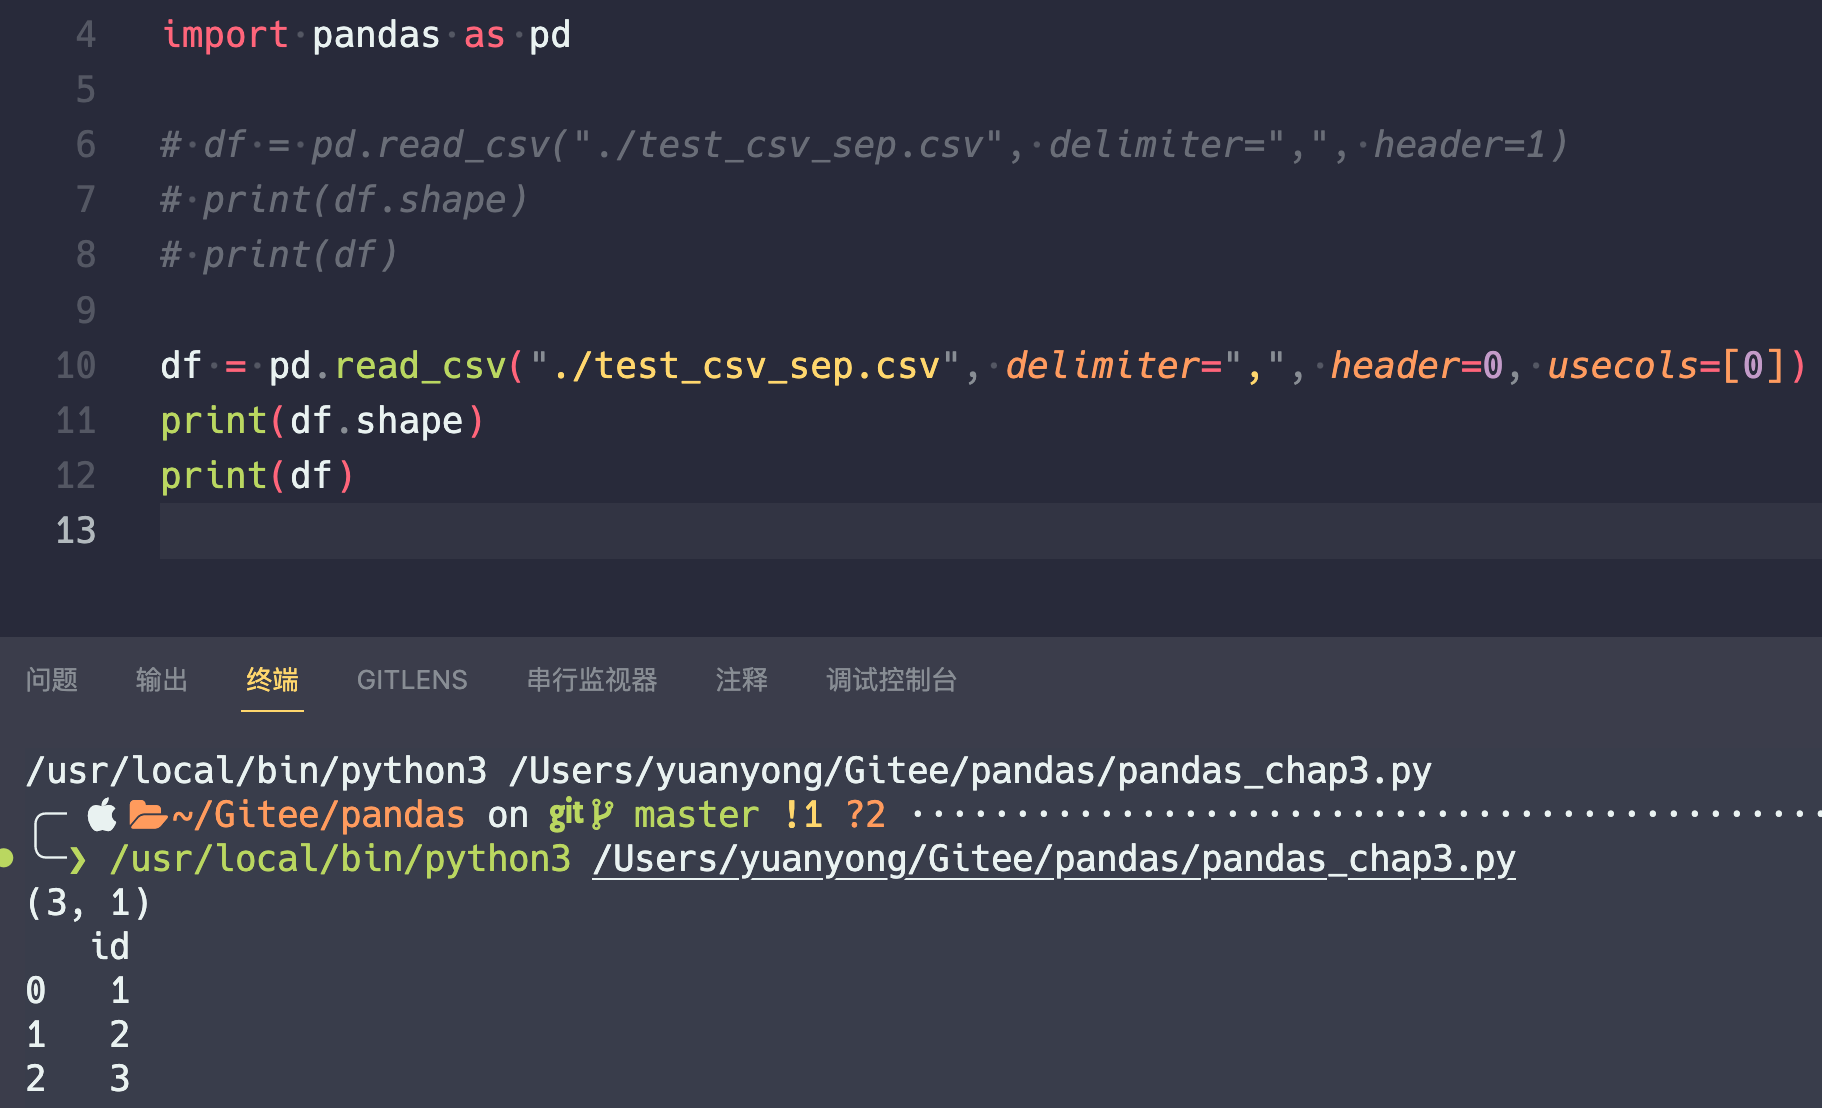 4 import pandas as pd
5
6 # df = pd.read_csv("./test_csv_sep.csv", delimiter=",", header=1)
7 # print(df.shape)
8 # print(df)
9
10 df = pd.read_csv("./test_csv_sep.csv", delimiter=",", header=0, usecols=[0])
11 print(df.shape)
12 print(df)
13
问题 输出 终端 GITLENS 串行监视器 注释 调试控制台
/usr/local/bin/python3 /Users/yuanyong/Gitee/pandas/pandas_chap3.py
~/Gitee/pandas on git master !1 ?2
❯ /usr/local/bin/python3 /Users/yuanyong/Gitee/pandas/pandas_chap3.py
(3, 1)
id
0 1
1 2
2 3